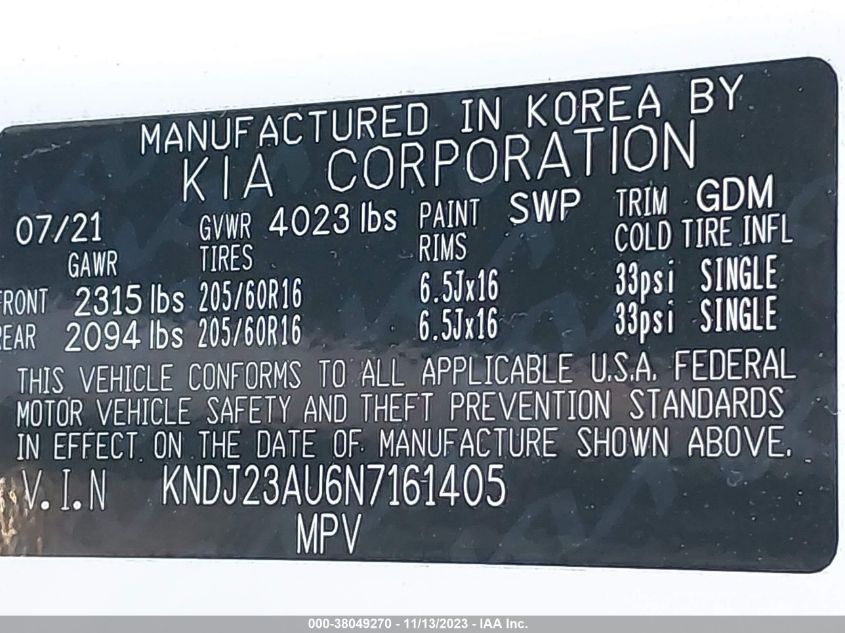 MANUFACTURED IN KOREA BY
KIA CORPORATION
07/21 GVWR 4023 lbs PAINT SWP TRIM GDM
GAWR TIRES RIMS COLD TIRE INFL
FRONT 2315 lbs 205/60R16 6.5Jx16 33psi SINGLE
REAR 2094 lbs 205/60R16 6.5Jx16 33psi SINGLE
THIS VEHICLE CONFORMS TO ALL APPLICABLE U.S.A. FEDERAL
MOTOR VEHICLE SAFETY AND THEFT PREVENTION STANDARDS
IN EFFECT ON THE DATE OF MANUFACTURE SHOWN ABOVE.
V.I.N KNDJ23AU6N7161405
MPV
000-38049270 - 11/13/2023 - IAA Inc.